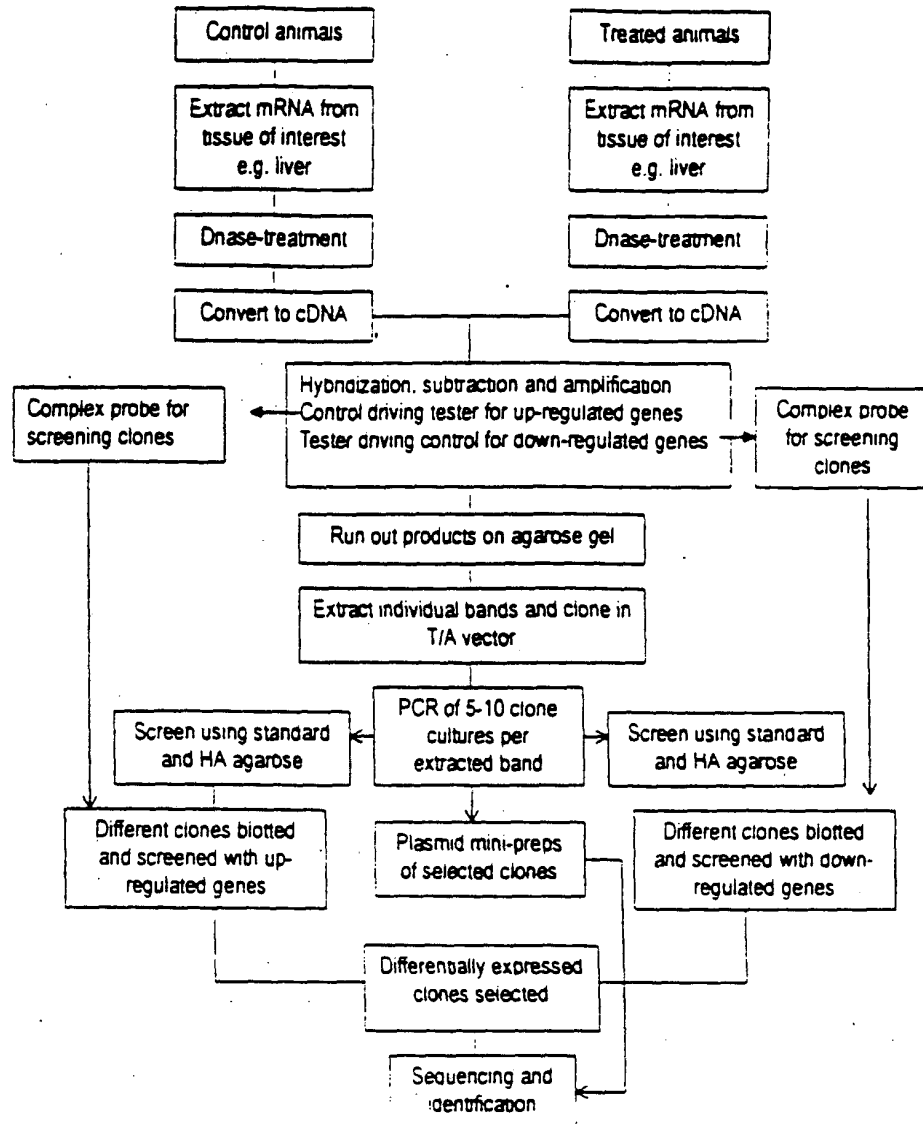 Control animals
Treated animals
Extract mRNA from
tissue of interest
e.g. liver
Extract mRNA from
tissue of interest
e.g. liver
Dnase-treatment
Dnase-treatment
Convert to cDNA
Convert to cDNA
Hybridization, subtraction and amplification
Control driving tester for up-regulated genes
Tester driving control for down-regulated genes
Complex probe for
screening clones
Complex probe
for screening
clones
Run out products on agarose gel
Extract individual bands and clone in
T/A vector
PCR of 5-10 clone
cultures per
extracted band
Screen using standard
and HA agarose
Screen using standard
and HA agarose
Different clones blotted
and screened with up-
regulated genes
Plasmid mini-preps
of selected clones
Different clones blotted
and screened with down-
regulated genes
Differentially expressed
clones selected
Sequencing and
identification